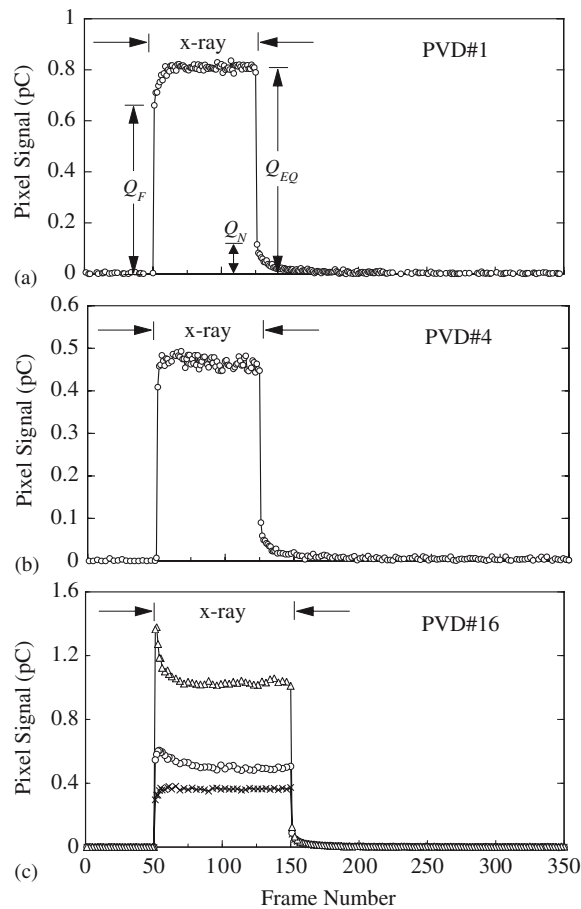 1
x-ray
PVD#1
0.8
0.6
0.4
0.2
0
Pixel Signal (pC)
Q_F
Q_N
Q_EQ
(a)
0.6
x-ray
PVD#4
0.5
0.4
0.3
0.2
0.1
0
Pixel Signal (pC)
(b)
1.6
x-ray
PVD#16
1.2
0.8
0.4
0
Pixel Signal (pC)
(c)
0 50 100 150 200 250 300 350
Frame Number